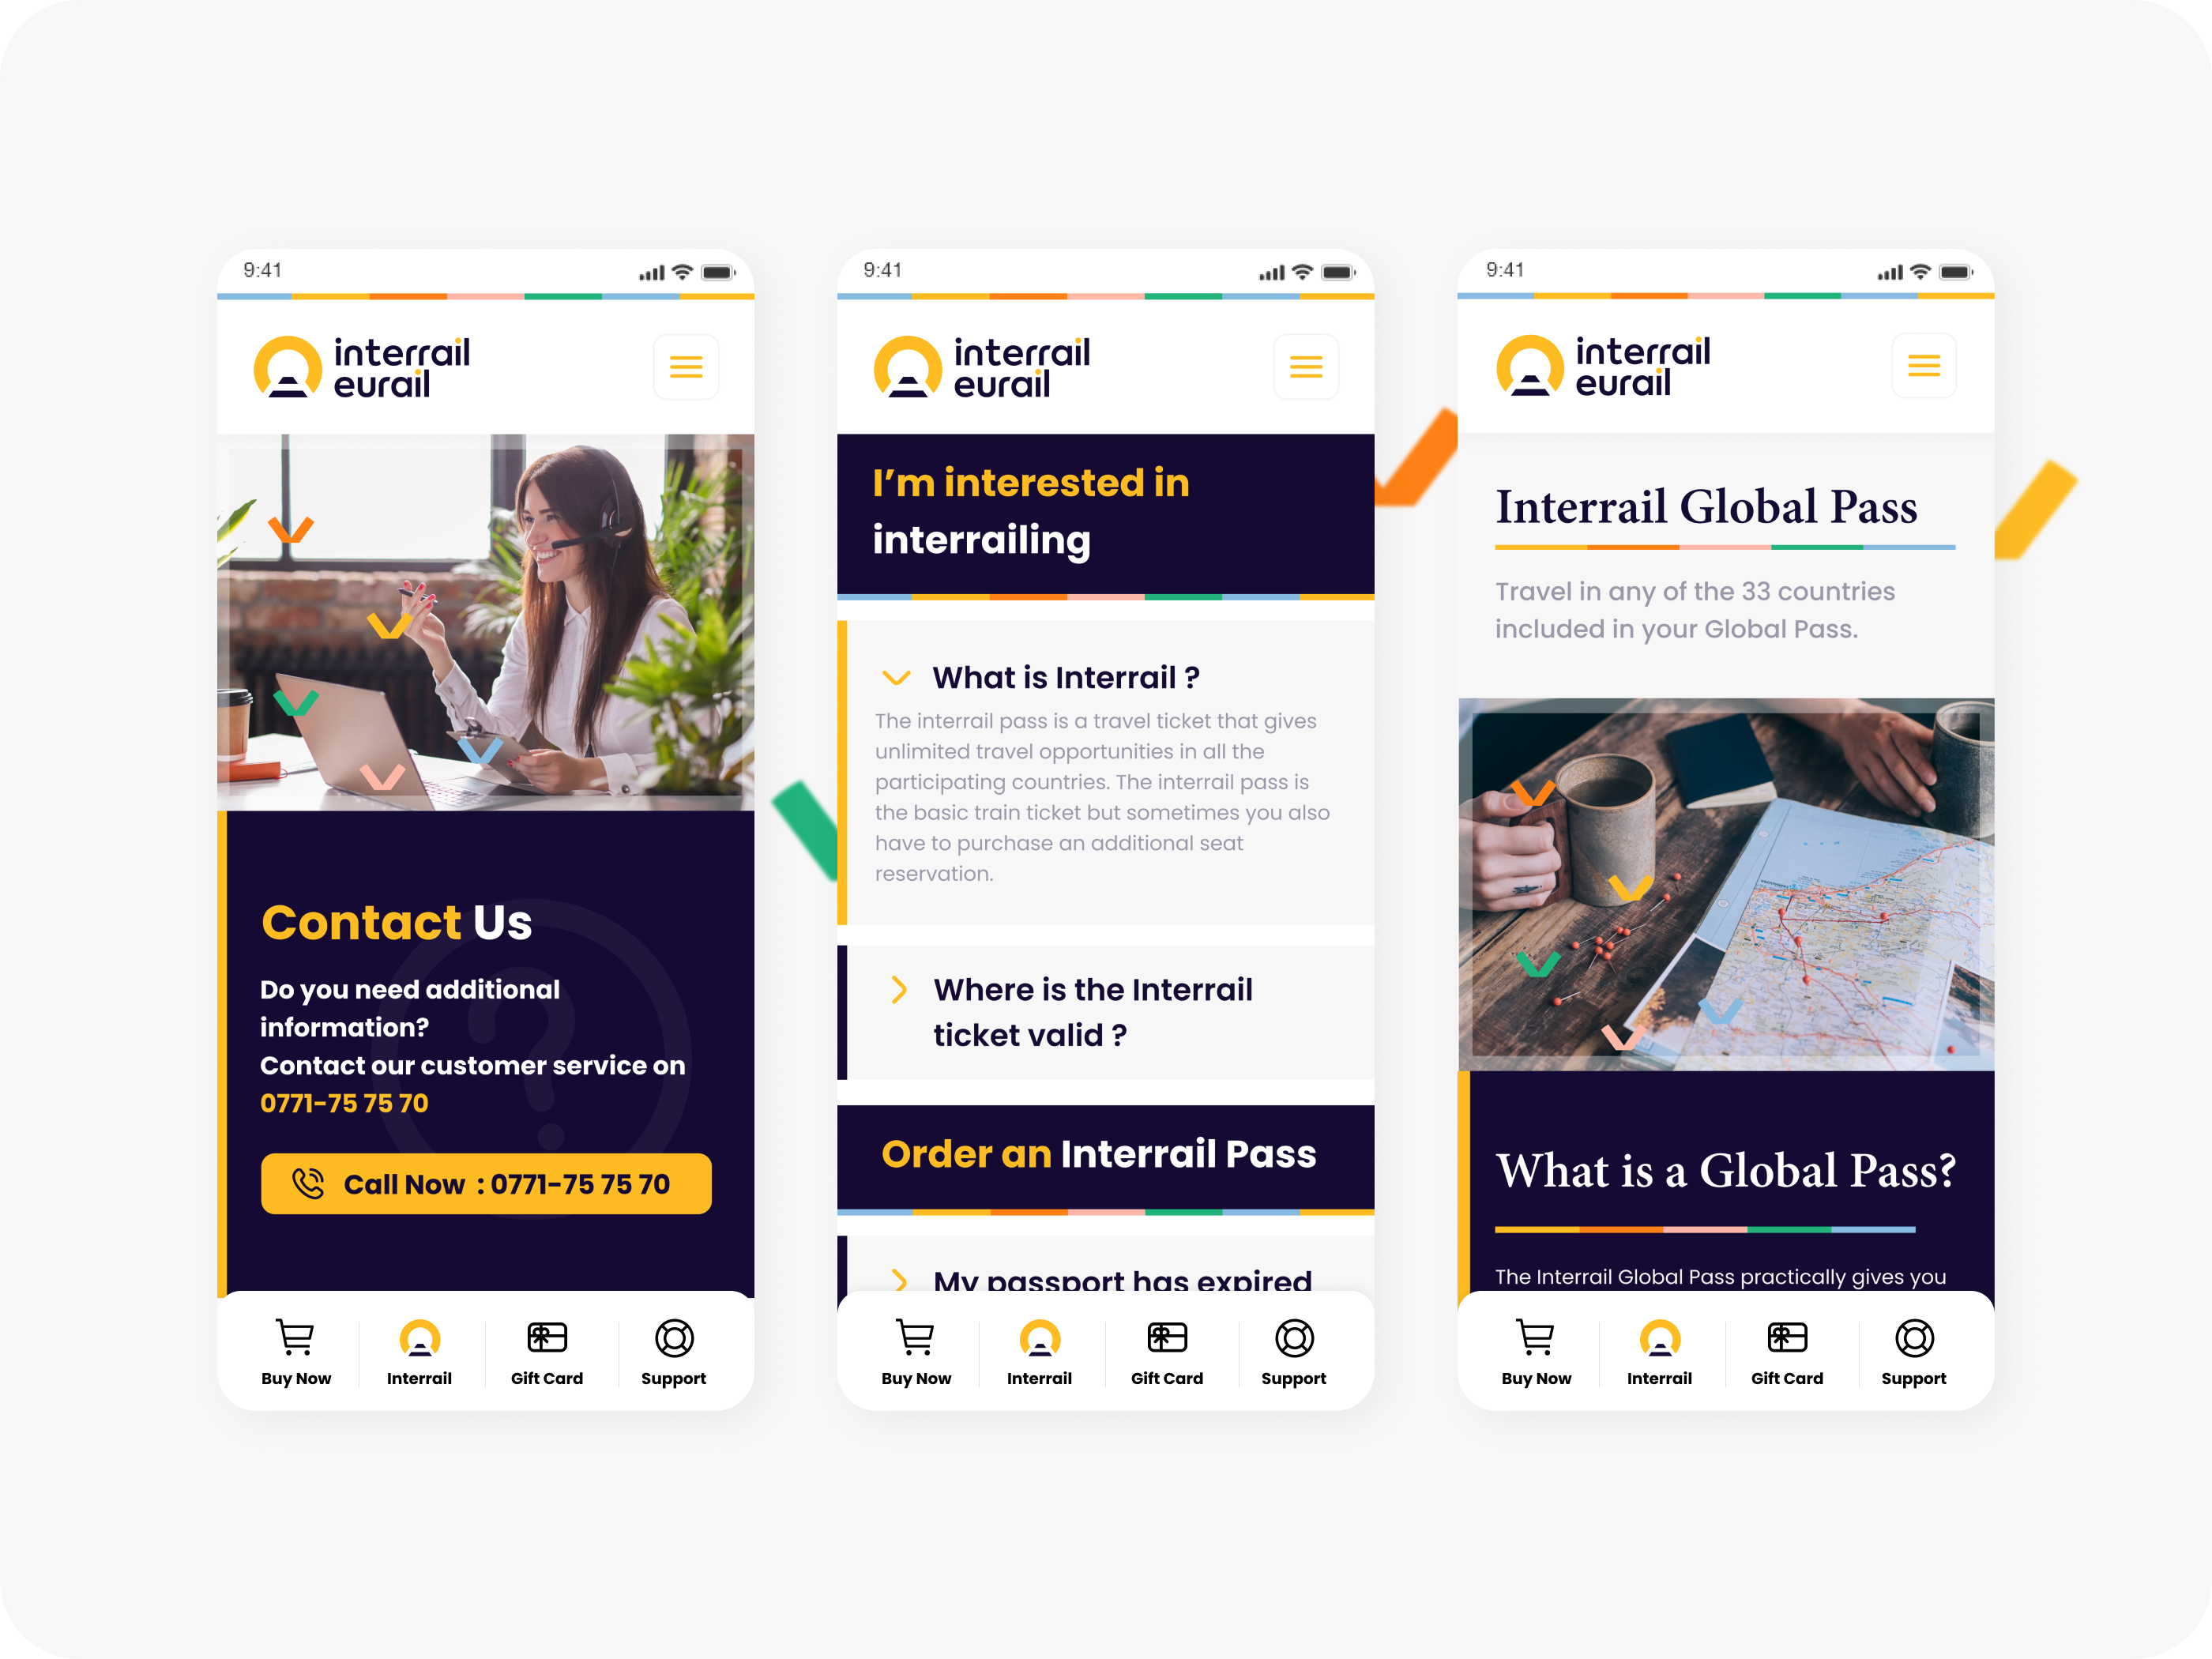 9:41
interrail
eurail
Contact Us
Do you need additional
information?
Contact our customer service on
0771-75 75 70
Call Now : 0771-75 75 70
Buy Now
Interrail
Gift Card
Support
9:41
interrail
eurail
I’m interested in
interrailing
What is Interrail ?
The interrail pass is a travel ticket that gives
unlimited travel opportunities in all the
participating countries. The interrail pass is
the basic train ticket but sometimes you also
have to purchase an additional seat
reservation.
Where is the Interrail
ticket valid ?
Order an Interrail Pass
My passport has expired
Buy Now
Interrail
Gift Card
Support
9:41
interrail
eurail
Interrail Global Pass
Travel in any of the 33 countries
included in your Global Pass.
What is a Global Pass?
The Interrail Global Pass practically gives you
Buy Now
Interrail
Gift Card
Support